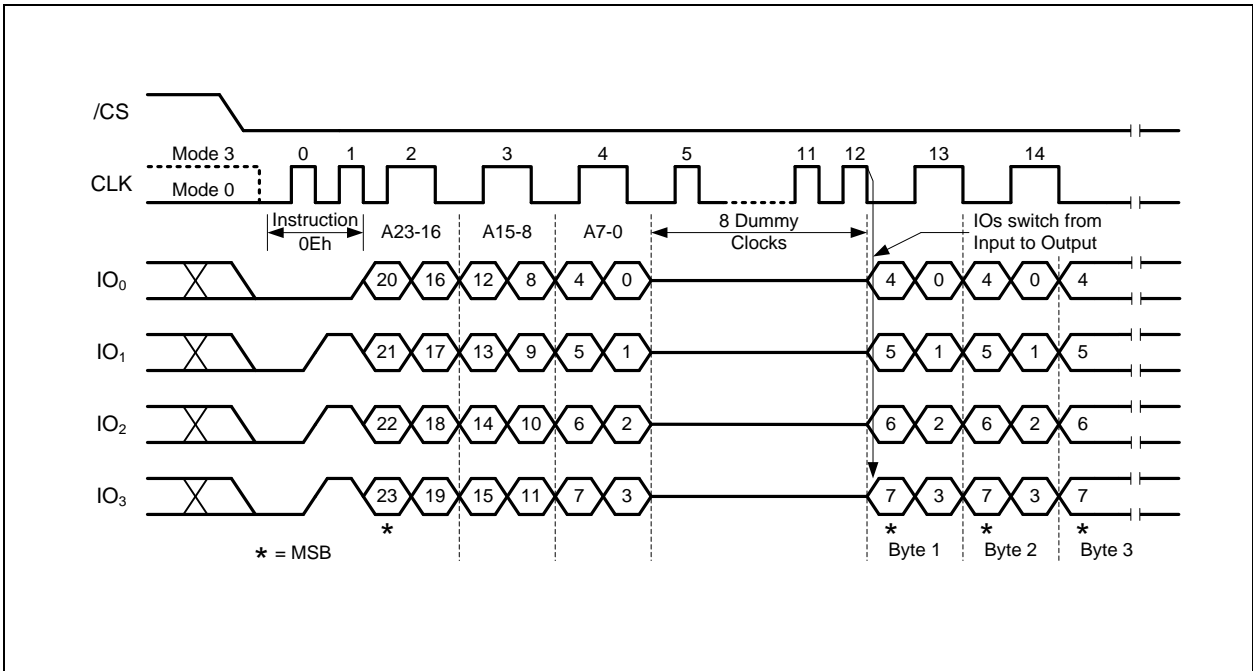 /CS
Mode 3 0 1 2 3 4 5 11 12 13 14
CLK Mode 0
Instruction 8 Dummy IOs switch from
0Eh A23-16 A15-8 A7-0 Clocks Input to Output
IO0 20 16 12 8 4 0 4 0 4 0 4
IO1 21 17 13 9 5 1 5 1 5 1 5
IO2 22 18 14 10 6 2 6 2 6 2 6
IO3 23 19 15 11 7 3 7 3 7 3 7
* * * *
* = MSB Byte 1 Byte 2 Byte 3